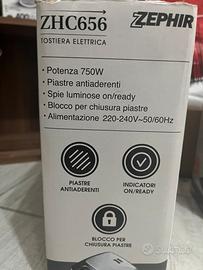 ZHC656
ZEPHIR
TOSTIERA ELETTRICA
• Potenza 750W
• Piastre antiaderenti
• Spie luminose on/ready
• Blocco per chiusura piastre
• Alimentazione 220-240V~50/60Hz
PIASTRE
ANTIADERENTI
INDICATORI
ON/READY
BLOCCO PER
CHIUSURA PIASTRE
subito